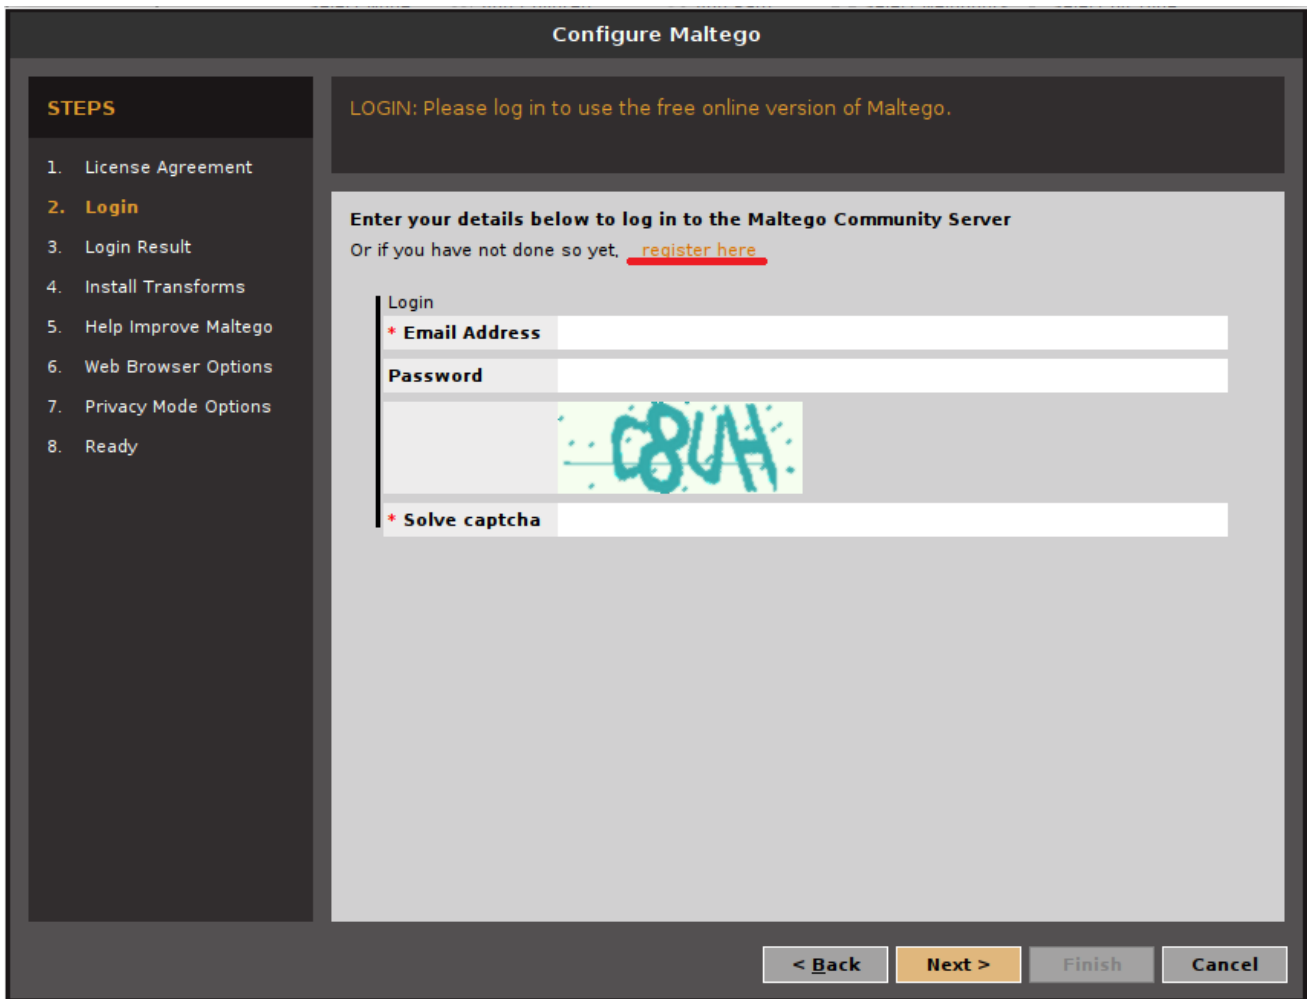 Configure Maltego
STEPS
1. License Agreement
2. Login
3. Login Result
4. Install Transforms
5. Help Improve Maltego
6. Web Browser Options
7. Privacy Mode Options
8. Ready
LOGIN: Please log in to use the free online version of Maltego.
Enter your details below to log in to the Maltego Community Server
Or if you have not done so yet, register here
Login
* Email Address
Password
* Solve captcha
< Back
Next >
Finish
Cancel